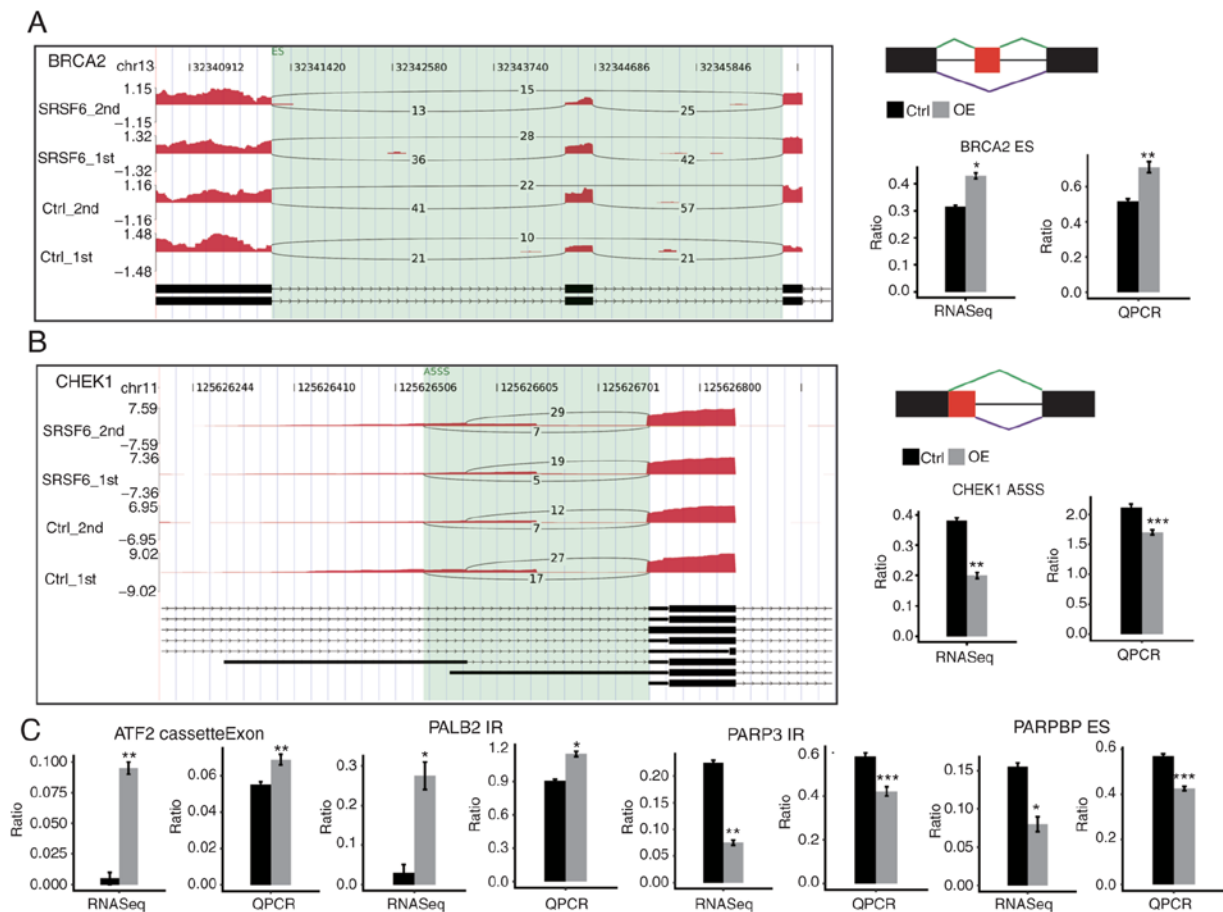 A
BRCA2
chr13
ES
32340912 32341420 32342580 32343740 32344686 32345846
SRSF6_2nd
1.15
−1.15
15
13
25
SRSF6_1st
1.32
−1.32
28
36
42
Ctrl_2nd
1.16
−1.16
22
41
57
Ctrl_1st
1.48
−1.48
10
21
21
Ctrl OE
BRCA2 ES
Ratio
0.4
0.3
0.2
0.1
0.0
*
RNASeq
Ratio
0.6
0.4
0.2
0.0
**
QPCR
B
CHEK1
chr11
A5SS
125626244 125626410 125626506 125626605 125626701 125626800
SRSF6_2nd
7.59
−7.59
29
7
SRSF6_1st
7.36
−7.36
19
5
Ctrl_2nd
6.95
−6.95
12
7
Ctrl_1st
9.02
−9.02
27
17
Ctrl OE
CHEK1 A5SS
Ratio
0.4
0.3
0.2
0.1
0.0
**
RNASeq
Ratio
2.0
1.5
1.0
0.5
0.0
***
QPCR
C
ATF2 cassetteExon
Ratio
0.100
0.075
0.050
0.025
0.000
**
RNASeq
Ratio
0.06
0.04
0.02
0.00
**
QPCR
PALB2 IR
Ratio
0.3
0.2
0.1
0.0
*
RNASeq
Ratio
1.2
0.9
0.6
0.3
0.0
*
QPCR
PARP3 IR
Ratio
0.20
0.15
0.10
0.05
0.00
**
RNASeq
Ratio
0.6
0.4
0.2
0.0
***
QPCR
PARPBP ES
Ratio
0.15
0.10
0.05
0.00
*
RNASeq
Ratio
0.6
0.4
0.2
0.0
***
QPCR